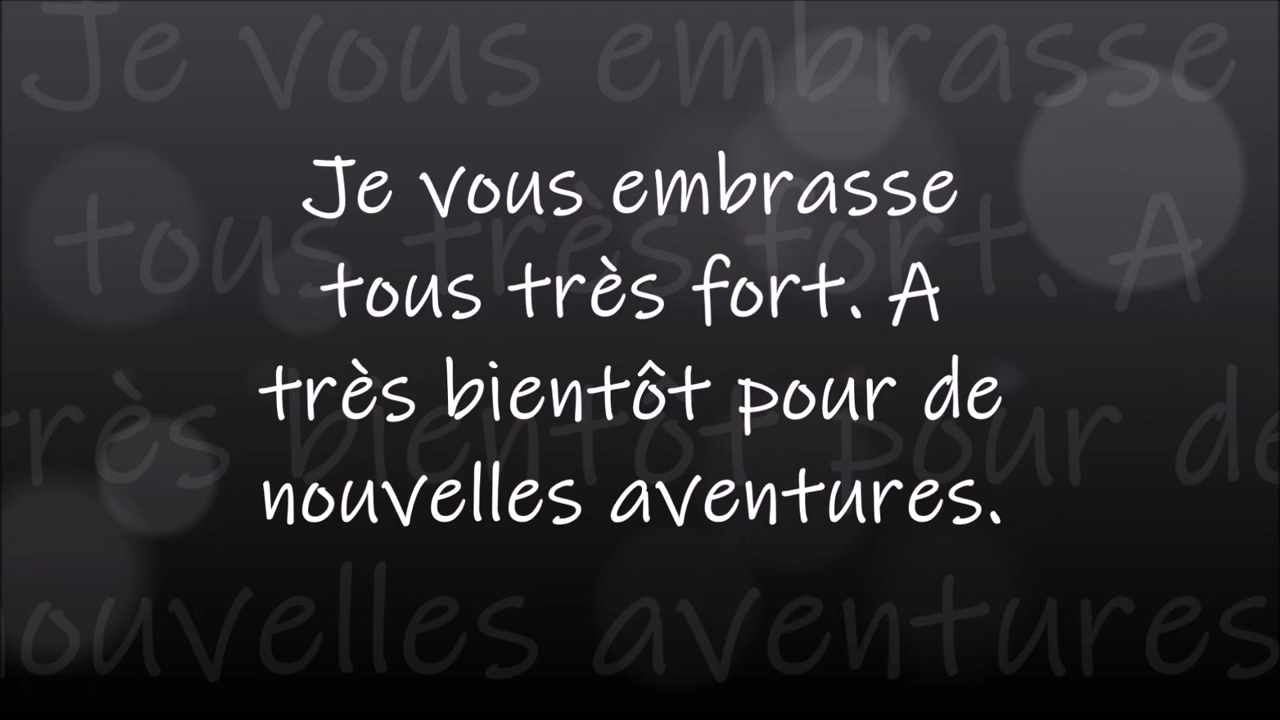 Je vous embrasse
tous très fort. A
très bientôt pour de
nouvelles aventures.